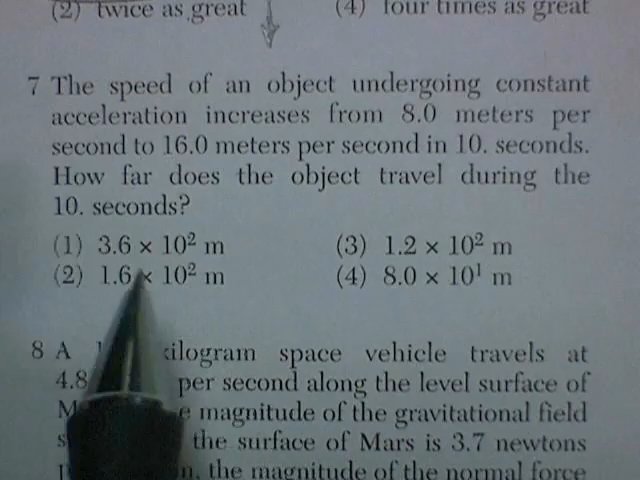 (2) twice as great (4) four times as great
7 The speed of an object undergoing constant
acceleration increases from 8.0 meters per
second to 16.0 meters per second in 10. seconds.
How far does the object travel during the
10. seconds?
(1) 3.6 × 10² m (3) 1.2 × 10² m
(2) 1.6 × 10² m (4) 8.0 × 10¹ m
8 A kilogram space vehicle travels at
4.8 per second along the level surface of
magnitude of the gravitational field
the surface of Mars is 3.7 newtons
the magnitude of the normal force